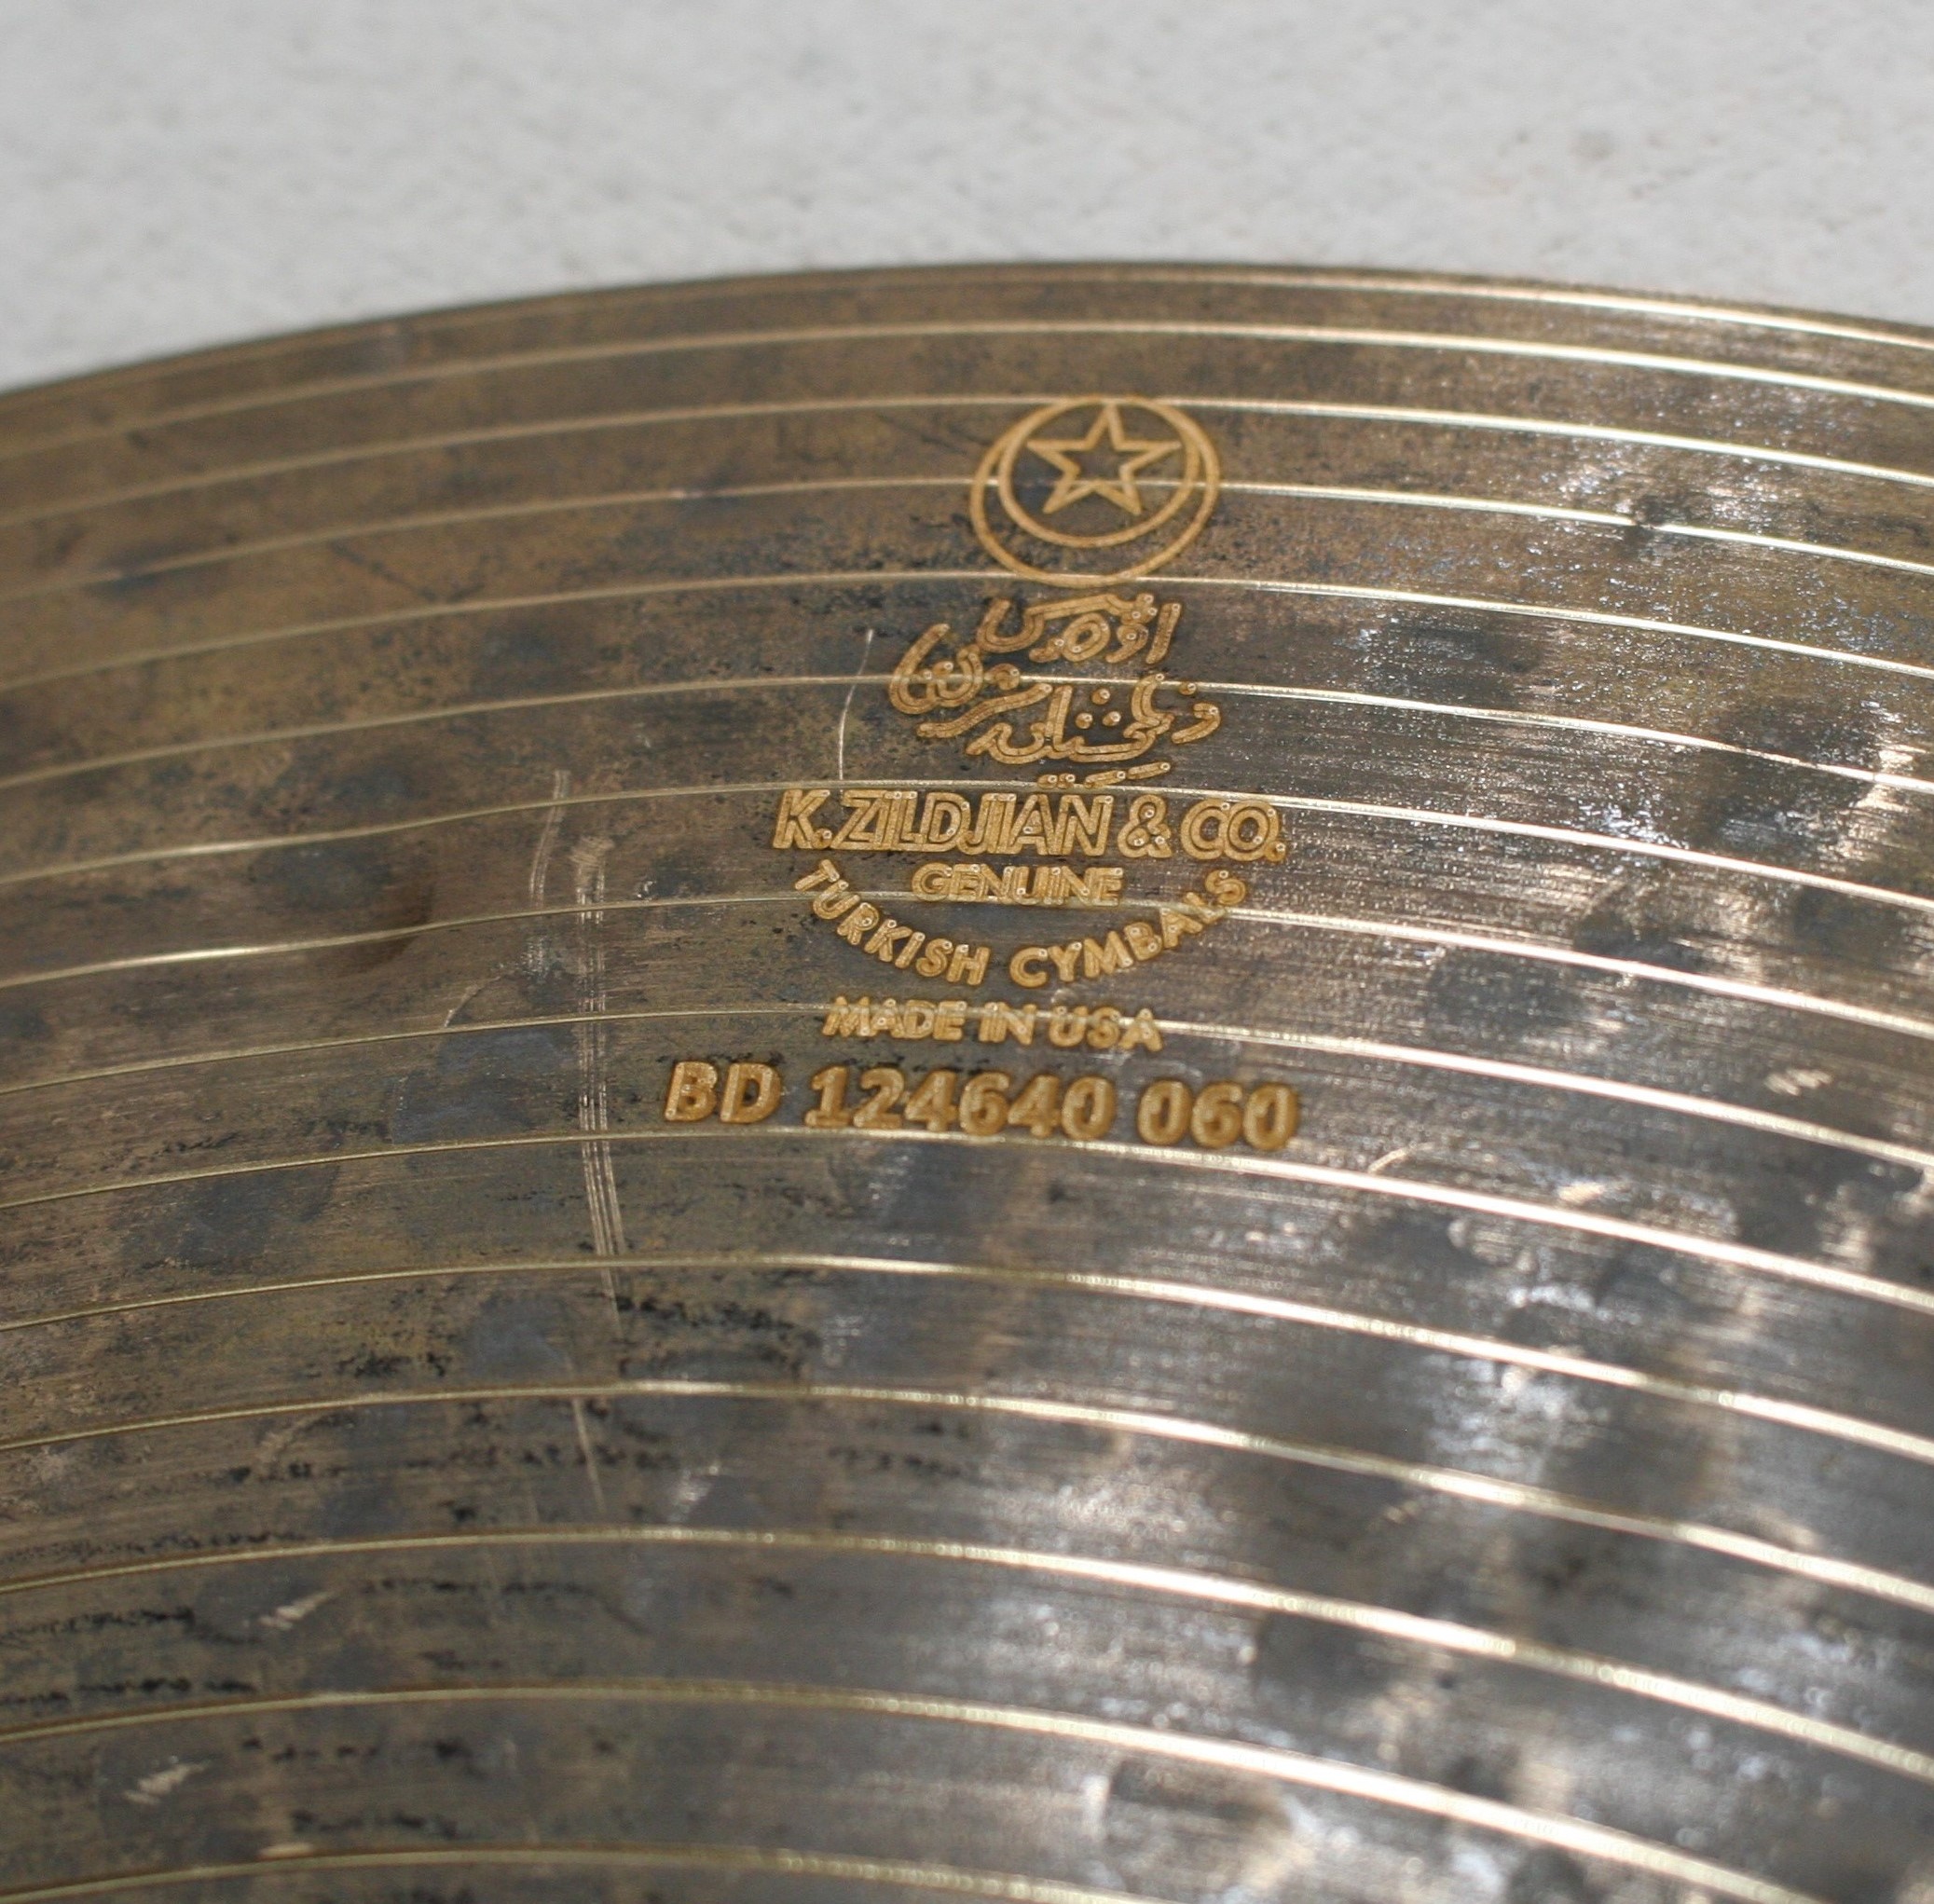 K. ZILDJIAN & CO.
GENUINE
TURKISH CYMBALS
MADE IN USA
BD 124640 060